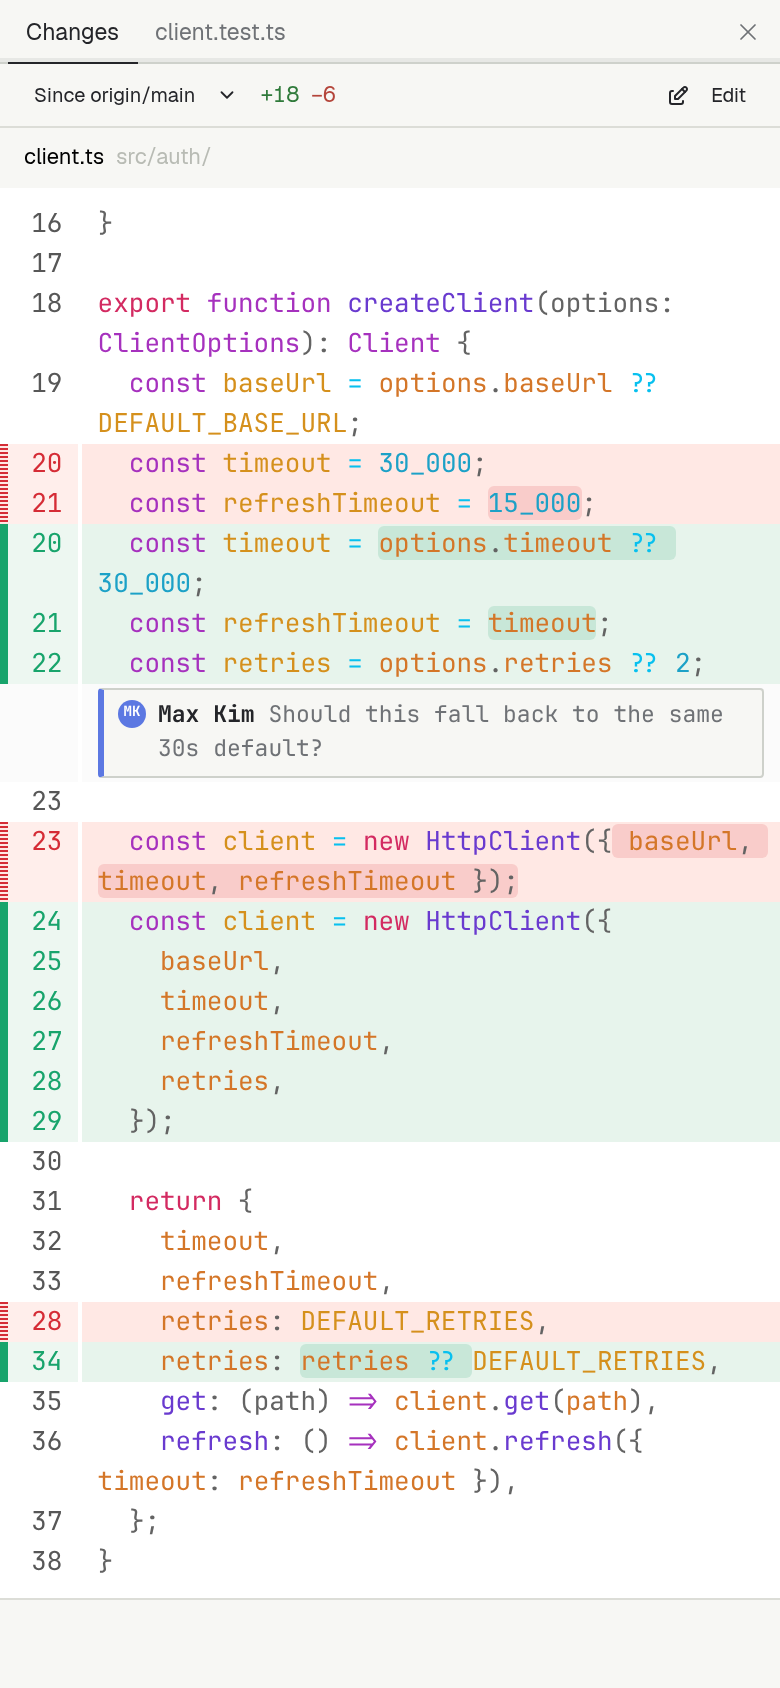 Changes client.test.ts
Since origin/main +18 −6 Edit
client.ts src/auth/
16 }
17
18 export function createClient(options:
ClientOptions): Client {
19 const baseUrl = options.baseUrl ??
DEFAULT_BASE_URL;
20 const timeout = 30_000;
21 const refreshTimeout = 15_000;
20 const timeout = options.timeout ??
30_000;
21 const refreshTimeout = timeout;
22 const retries = options.retries ?? 2;
MK Max Kim Should this fall back to the same
30s default?
23
23 const client = new HttpClient({ baseUrl,
timeout, refreshTimeout });
24 const client = new HttpClient({
25 baseUrl,
26 timeout,
27 refreshTimeout,
28 retries,
29 });
30
31 return {
32 timeout,
33 refreshTimeout,
28 retries: DEFAULT_RETRIES,
34 retries: retries ?? DEFAULT_RETRIES,
35 get: (path) => client.get(path),
36 refresh: () => client.refresh({
timeout: refreshTimeout }),
37 };
38 }